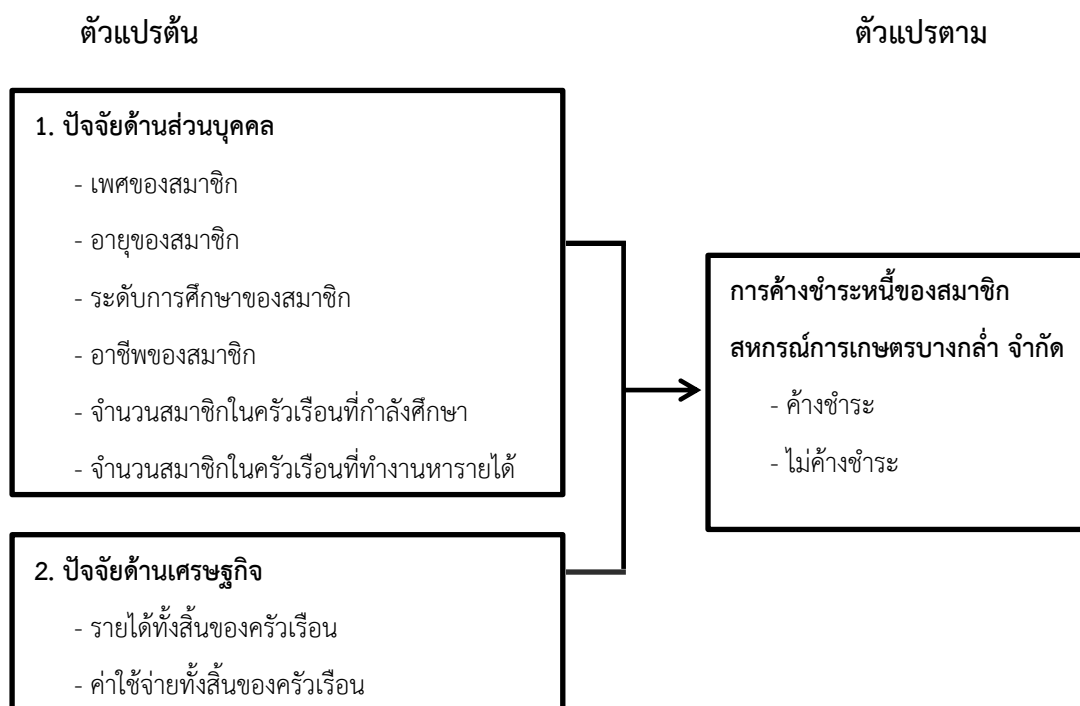 ตัวแปรต้น
ตัวแปรตาม
1. ปัจจัยด้านส่วนบุคคล
- เพศของสมาชิก
- อายุของสมาชิก
- ระดับการศึกษาของสมาชิก
- อาชีพของสมาชิก
- จำนวนสมาชิกในครัวเรือนที่กำลังศึกษา
- จำนวนสมาชิกในครัวเรือนที่ทำงานหารายได้
การค้างชำระหนี้ของสมาชิก
สหกรณ์การเกษตรบางกล่ำ จำกัด
- ค้างชำระ
- ไม่ค้างชำระ
2. ปัจจัยด้านเศรษฐกิจ
- รายได้ทั้งสิ้นของครัวเรือน
- ค่าใช้จ่ายทั้งสิ้นของครัวเรือน